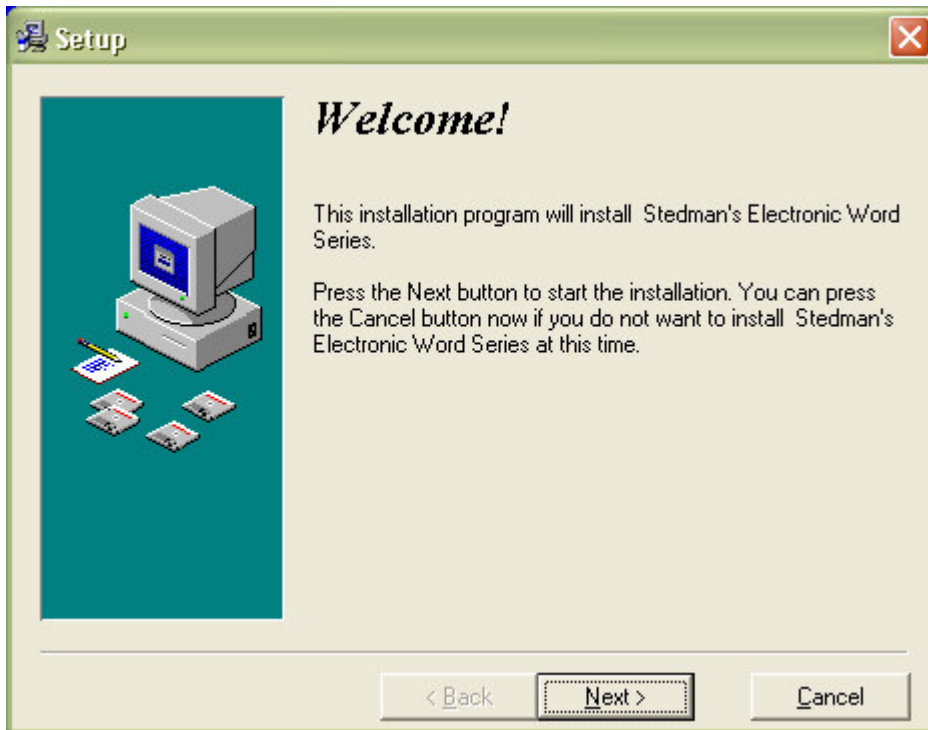 Setup
Welcome!
This installation program will install  Stedman's Electronic Word
Series.
Press the Next button to start the installation. You can press
the Cancel button now if you do not want to install  Stedman's
Electronic Word Series at this time.
< Back
Next >
Cancel